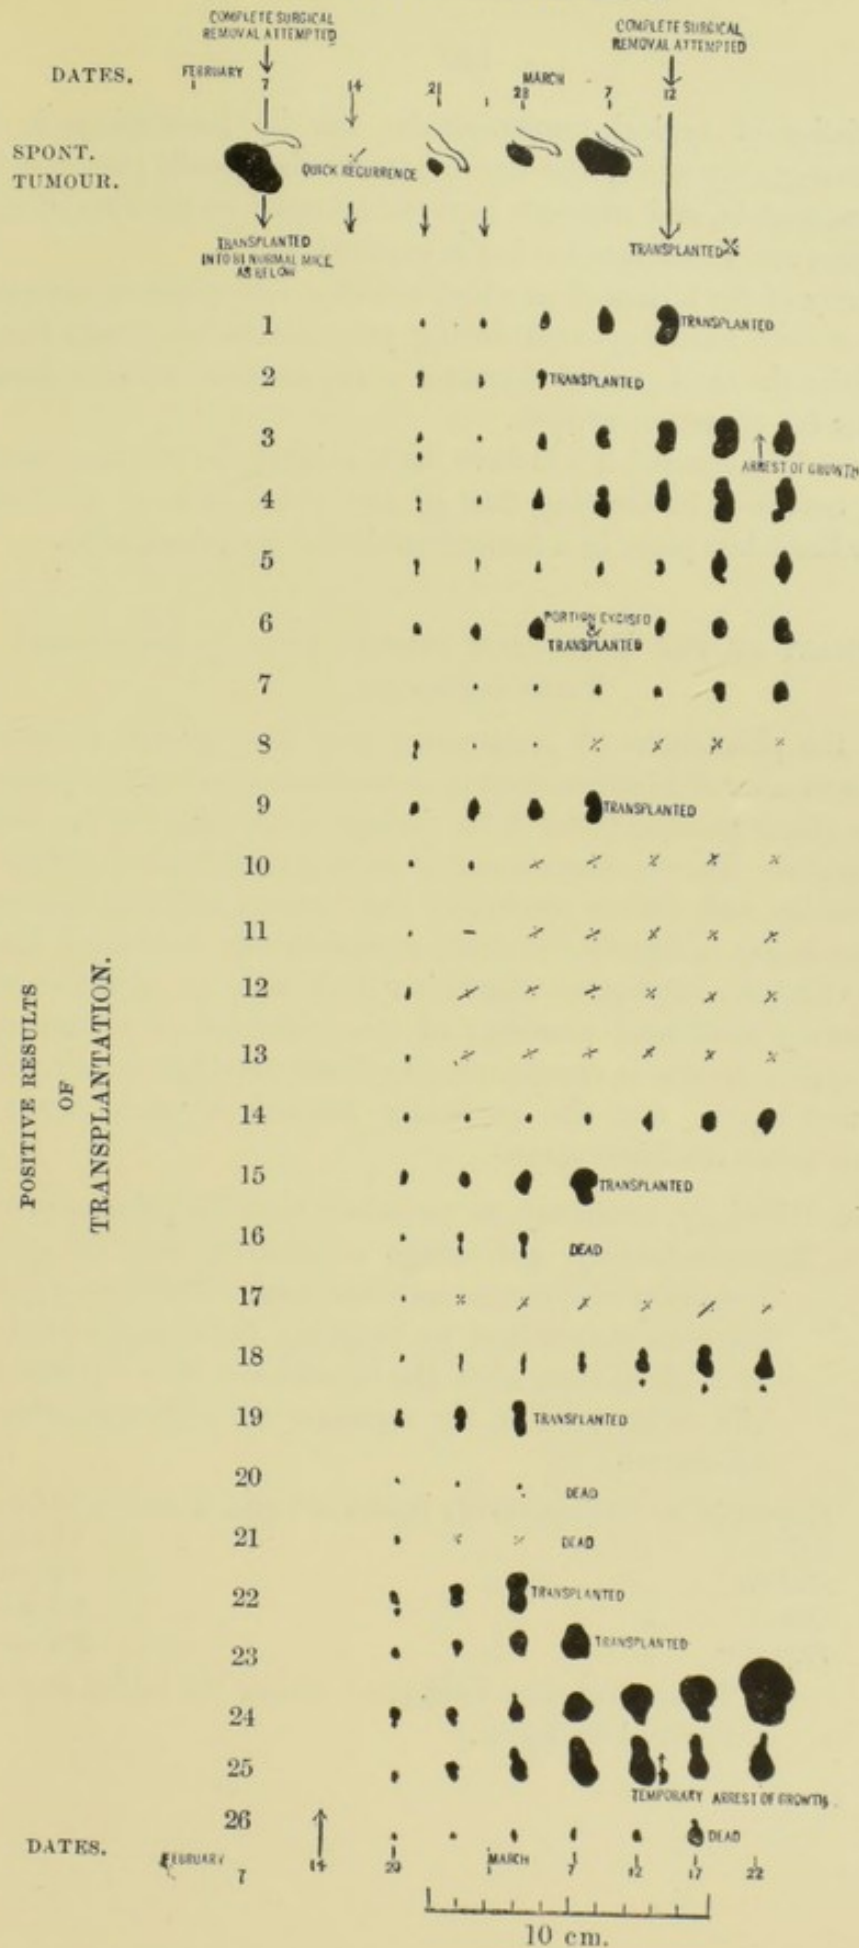 COMPLETE SURGICAL
REMOVAL ATTEMPTED
COMPLETE SURGICAL
REMOVAL ATTEMPTED
DATES. FEBRUARY 1 7 14 21 1 28 MARCH 7 12
SPONT.
TUMOUR.
QUICK RECURRENCE
TRANSPLANTED
INTO 81 NORMAL MICE
AS BELOW
TRANSPLANTED
POSITIVE RESULTS
OF
TRANSPLANTATION.
1 TRANSPLANTED
2 TRANSPLANTED
3
ARREST OF GROWTH
4
5
6 PORTION EXCISED
&
TRANSPLANTED
7
8
9 TRANSPLANTED
10
11
12
13
14
15 TRANSPLANTED
16 DEAD
17
18
19 TRANSPLANTED
20 DEAD
21 DEAD
22 TRANSPLANTED
23 TRANSPLANTED
24
25
TEMPORARY ARREST OF GROWTH.
26 DEAD
DATES. FEBRUARY 7 14 20 MARCH 1 7 12 17 22
10 cm.